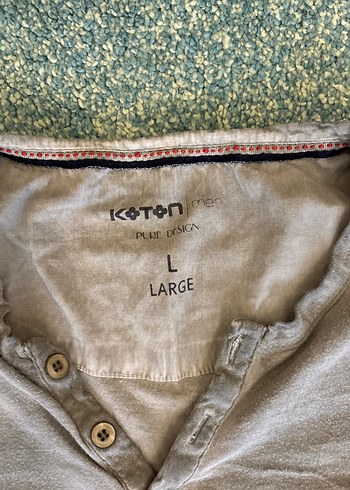 KOTON | men
PURE DESIGN
L
LARGE